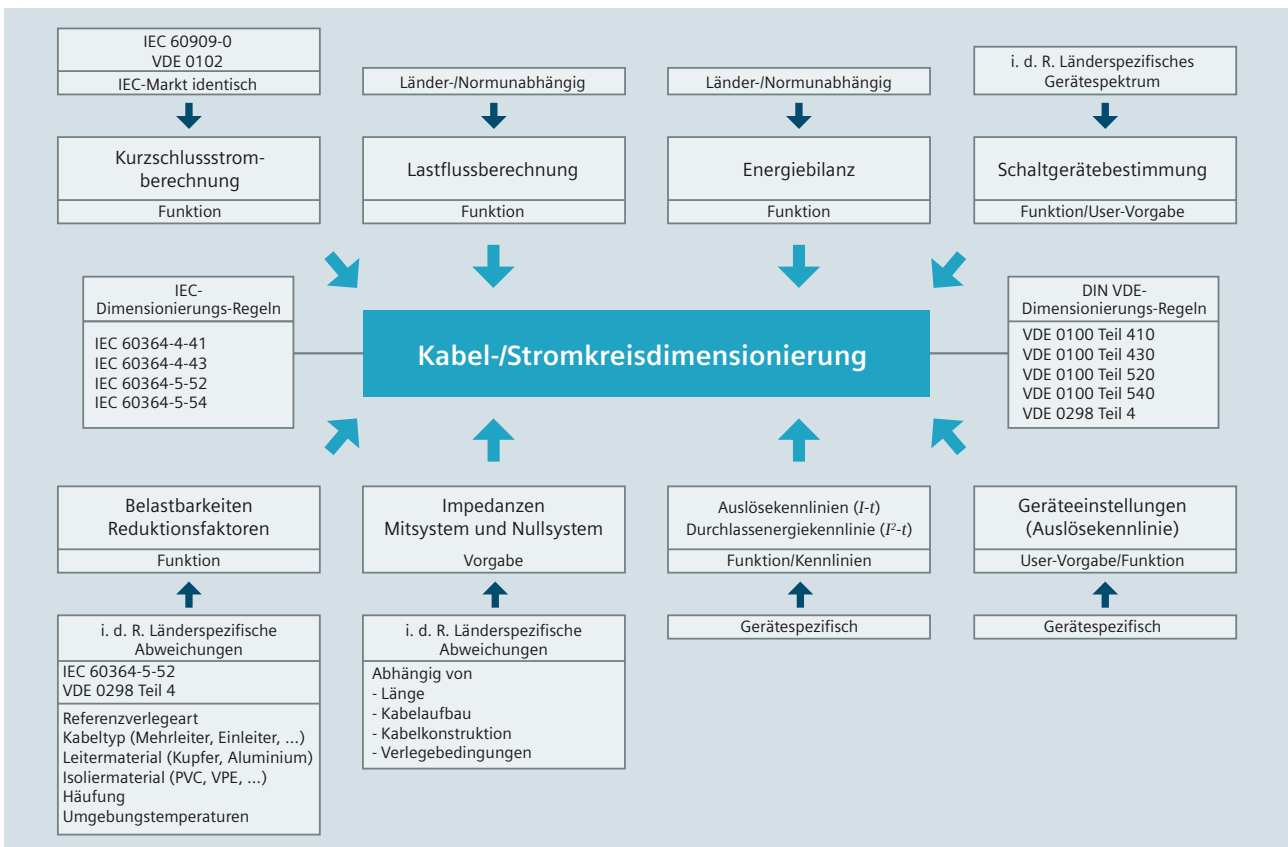 IEC 60909-0
VDE 0102
IEC-Markt identisch
Kurzschlussstrom-
berechnung
Funktion
Länder-/Normunabhängig
Lastflussberechnung
Funktion
Länder-/Normunabhängig
Energiebilanz
Funktion
i. d. R. Länderspezifisches
Gerätespektrum
Schaltgerätebestimmung
Funktion/User-Vorgabe
IEC-
Dimensionierungs-Regeln
IEC 60364-4-41
IEC 60364-4-43
IEC 60364-5-52
IEC 60364-5-54
Kabel-/Stromkreisdimensionierung
DIN VDE-
Dimensionierungs-Regeln
VDE 0100 Teil 410
VDE 0100 Teil 430
VDE 0100 Teil 520
VDE 0100 Teil 540
VDE 0298 Teil 4
Belastbarkeiten
Reduktionsfaktoren
Funktion
i. d. R. Länderspezifische
Abweichungen
IEC 60364-5-52
VDE 0298 Teil 4
Referenzverlegeart
Kabeltyp (Mehrleiter, Einleiter, ...)
Leitermaterial (Kupfer, Aluminium)
Isoliermaterial (PVC, VPE, ...)
Häufung
Umgebungstemperaturen
Impedanzen
Mitsystem und Nullsystem
Vorgabe
i. d. R. Länderspezifische
Abweichungen
Abhängig von
- Länge
- Kabelaufbau
- Kabelkonstruktion
- Verlegebedingungen
Auslösekennlinien (I-t)
Durchlassenergiekennlinie (I²-t)
Funktion/Kennlinien
Gerätespezifisch
Geräteeinstellungen
(Auslösekennlinie)
User-Vorgabe/Funktion
Gerätespezifisch